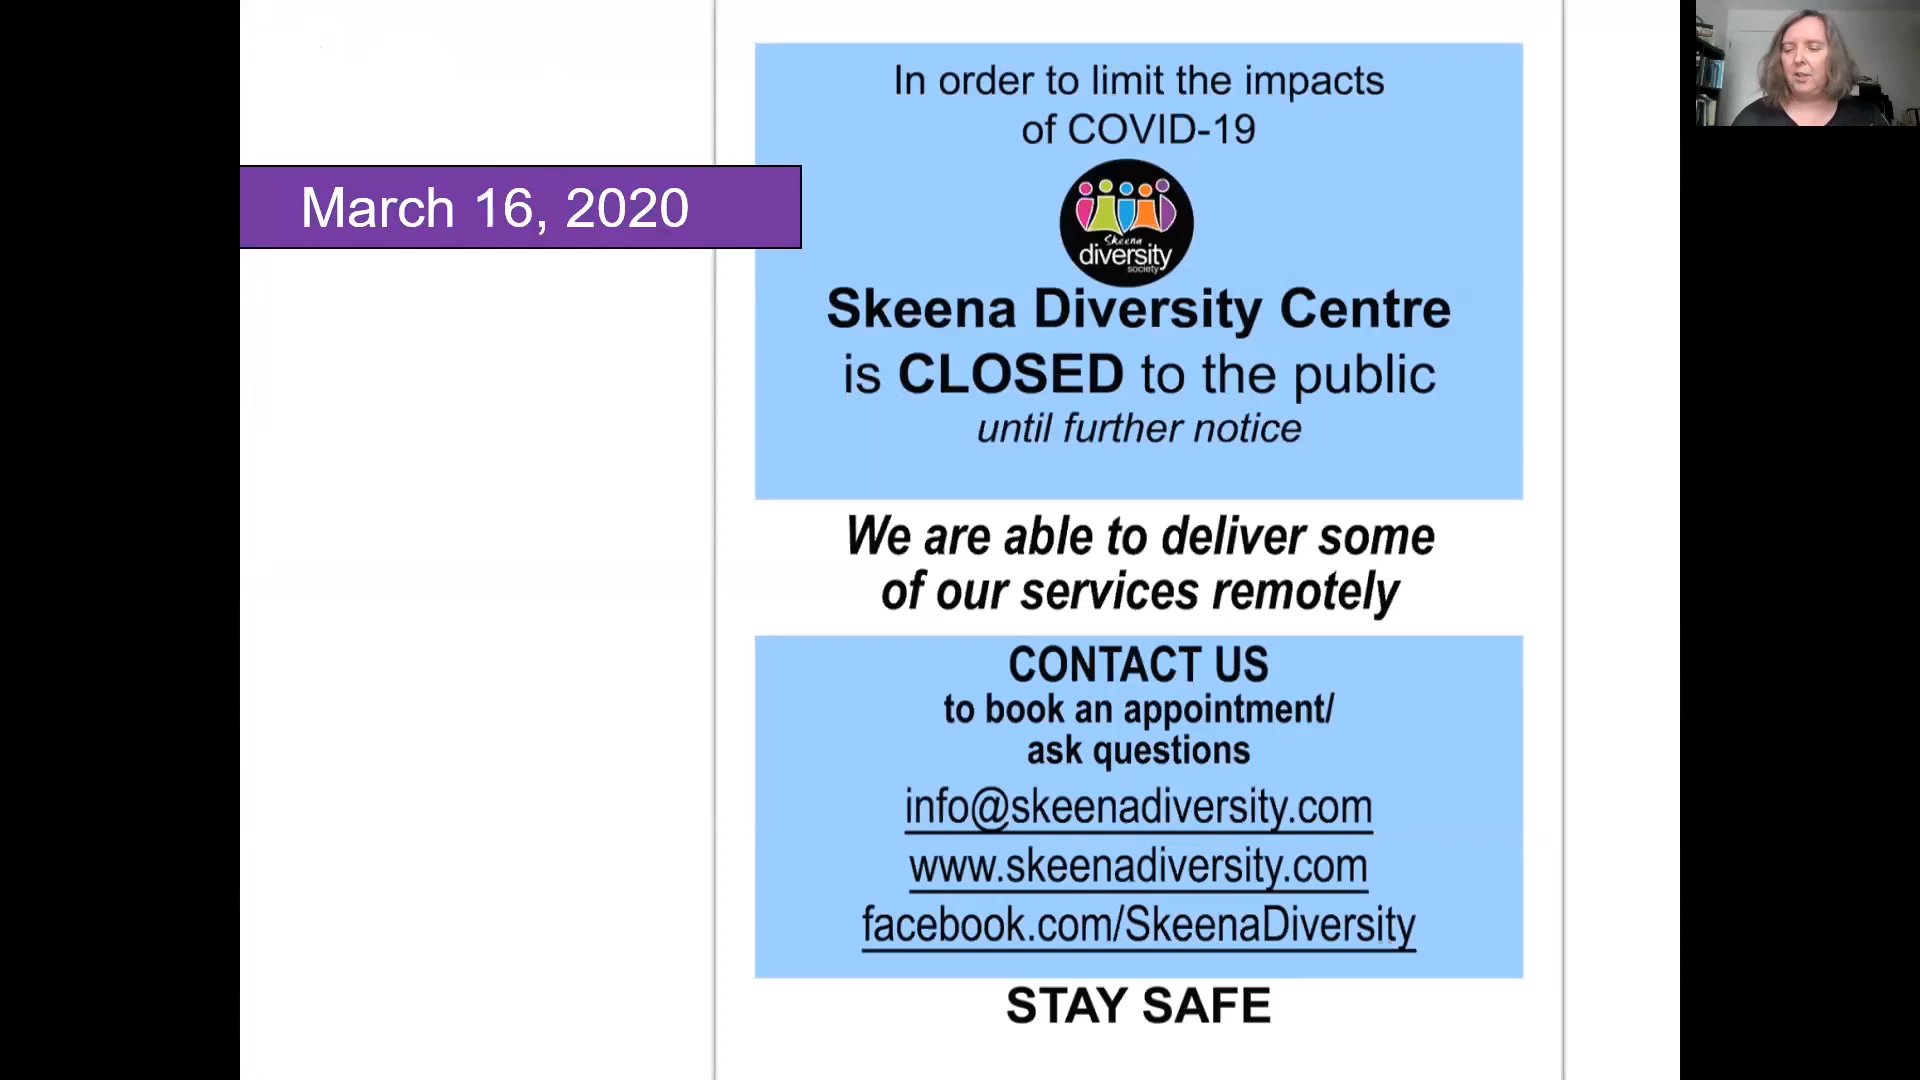 March 16, 2020
In order to limit the impacts
of COVID-19
Skeena
diversity
society
Skeena Diversity Centre
is CLOSED to the public
until further notice
We are able to deliver some
of our services remotely
CONTACT US
to book an appointment/
ask questions
info@skeenadiversity.com
www.skeenadiversity.com
facebook.com/SkeenaDiversity
STAY SAFE